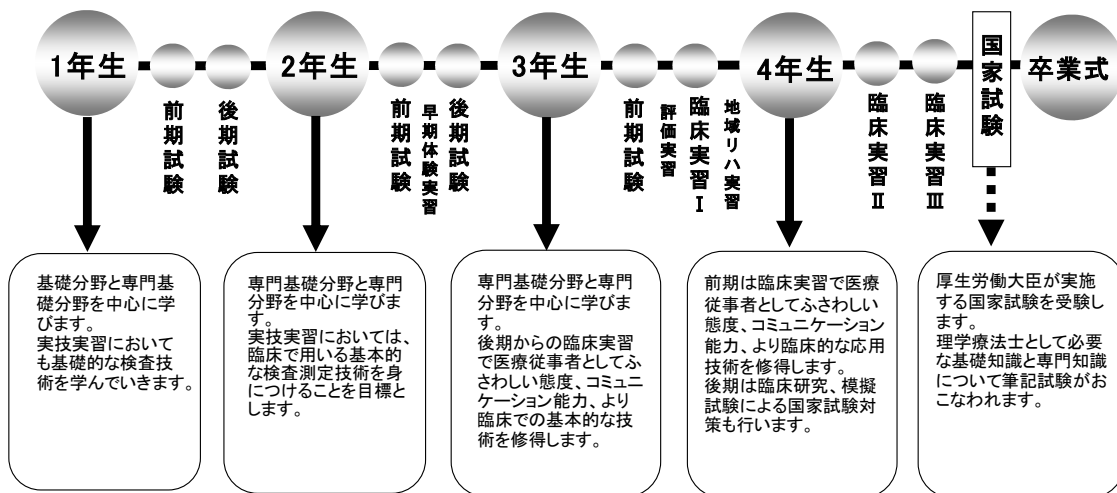 1年生
前期試験
後期試験
2年生
前期試験
早期体験実習
後期試験
3年生
前期試験
評価実習
臨床実習Ⅰ
地域リハ実習
4年生
臨床実習Ⅱ
臨床実習Ⅲ
国家試験
卒業式
基礎分野と専門基
礎分野を中心に学
びます。
実技実習において
も基礎的な検査技
術を学んでいきます。
専門基礎分野と専門
分野を中心に学びま
す。
実技実習においては、
臨床で用いる基本的
な検査測定技術を身
につけることを目標と
します。
専門基礎分野と専門
分野を中心に学びま
す。
後期からの臨床実習
で医療従事者としてふ
さわしい態度、コミュニ
ケーション能力、より
臨床での基本的な技
術を修得します。
前期は臨床実習で医療
従事者としてふさわしい
態度、コミュニケーション
能力、より臨床的な応用
技術を修得します。
後期は臨床研究、模擬
試験による国家試験対
策も行います。
厚生労働大臣が実施
する国家試験を受験し
ます。
理学療法士として必要
な基礎知識と専門知識
について筆記試験がお
こなわれます。